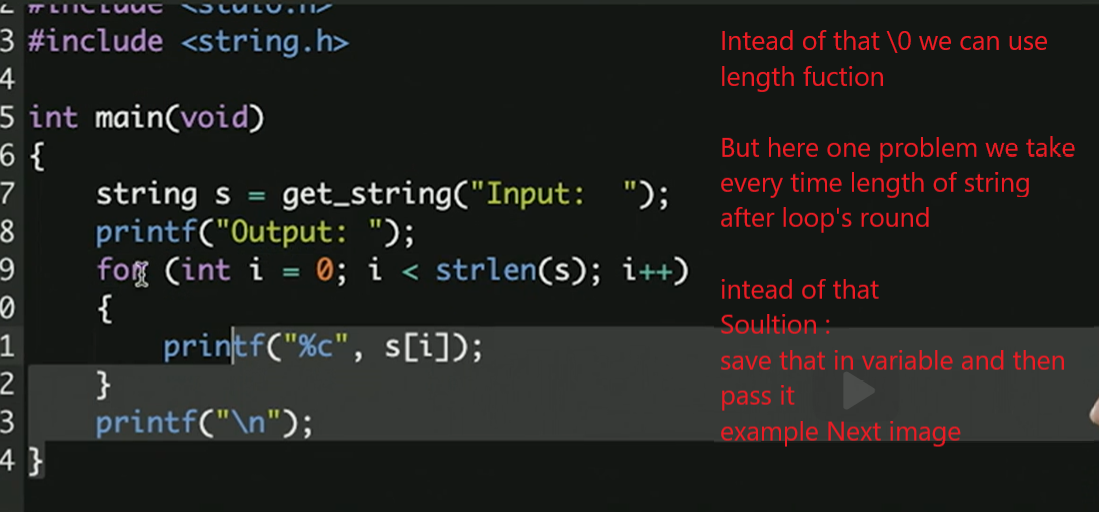 2 #include <stdio.h>
3 #include <string.h>
4
5 int main(void)
6 {
7 string s = get_string("Input:  ");
8 printf("Output: ");
9 for (int i = 0; i < strlen(s); i++)
0 {
1 printf("%c", s[i]);
2 }
3 printf("\n");
4 }
Intead of that \0 we can use
length fuction
But here one problem we take
every time length of string
after loop's round
intead of that
Soultion :
save that in variable and then
pass it
example Next image